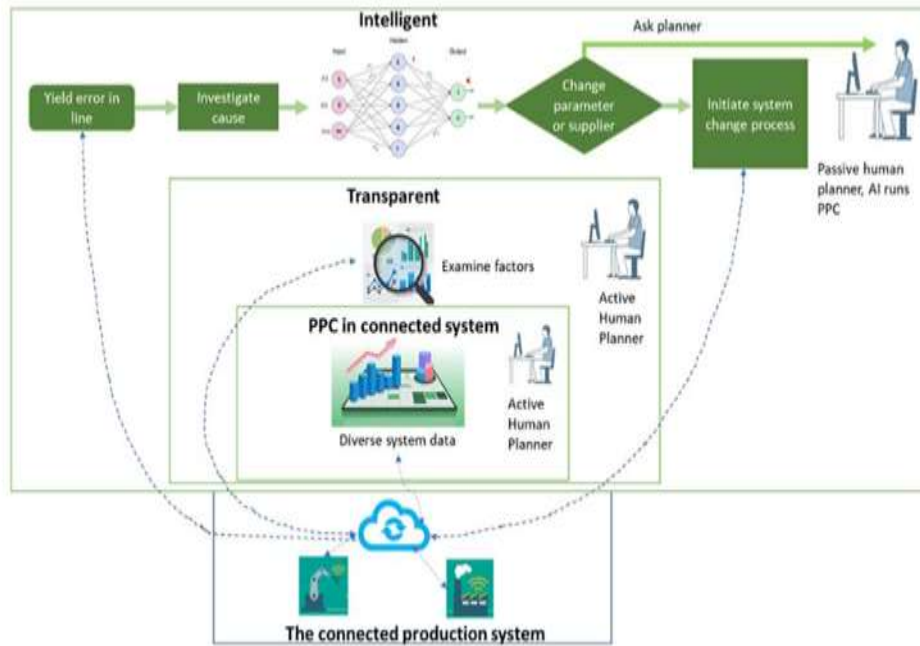 Intelligent
Ask planner
Input
Output
Yield error in
line
Investigate
cause
Change
parameter
or supplier
Initiate system
change process
Passive human
planner, AI runs
PPC
Transparent
Examine factors
Active
Human
Planner
PPC in connected system
Diverse system data
Active
Human
Planner
The connected production system